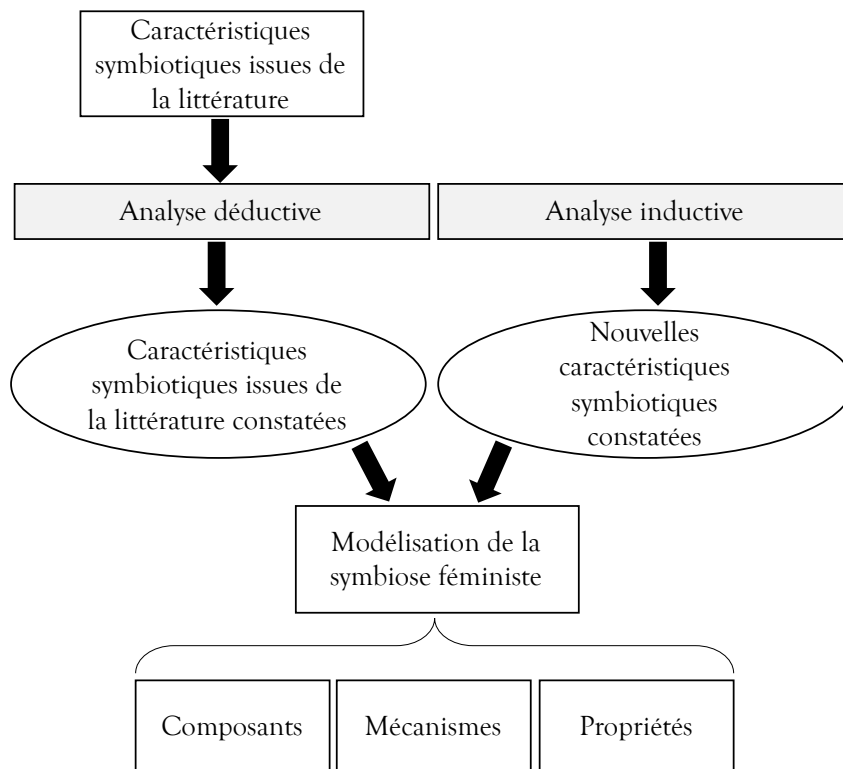 Caractéristiques
symbiotiques issues de
la littérature
Analyse déductive
Analyse inductive
Caractéristiques
symbiotiques issues de
la littérature constatées
Nouvelles
caractéristiques
symbiotiques
constatées
Modélisation de la
symbiose féministe
Composants
Mécanismes
Propriétés